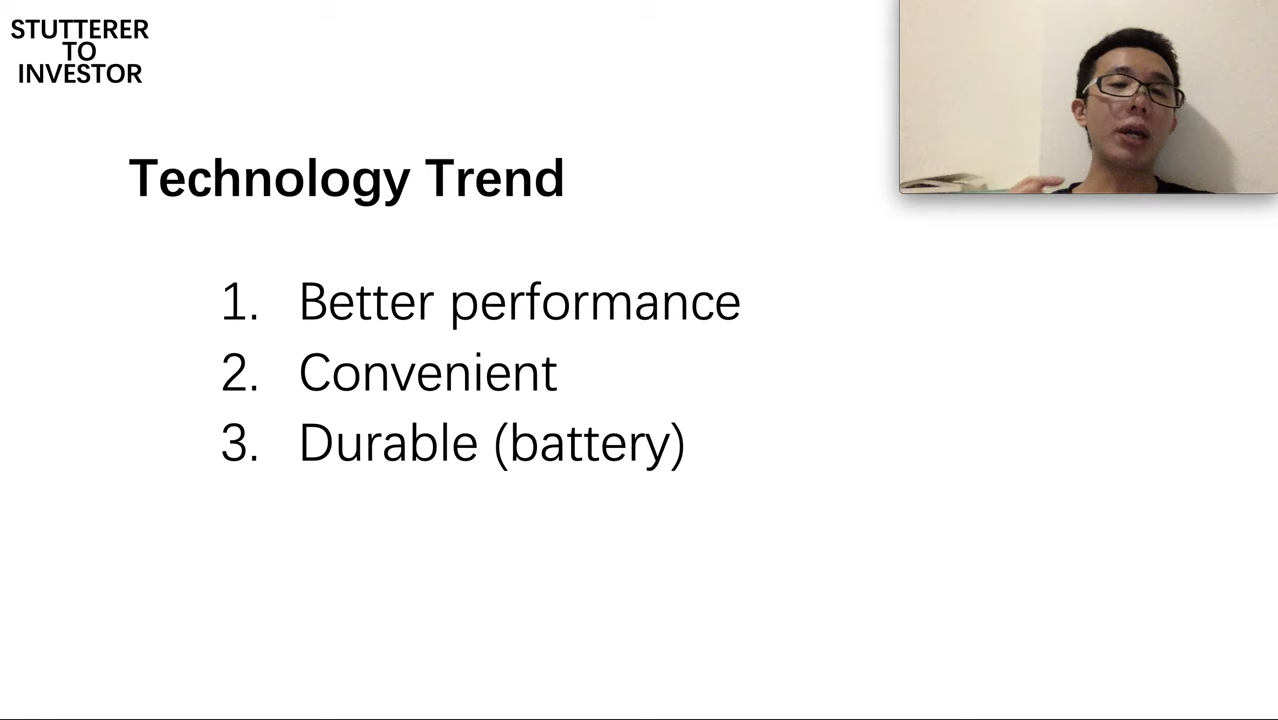 STUTTERER
TO
INVESTOR
Technology Trend
1. Better performance
2. Convenient
3. Durable (battery)